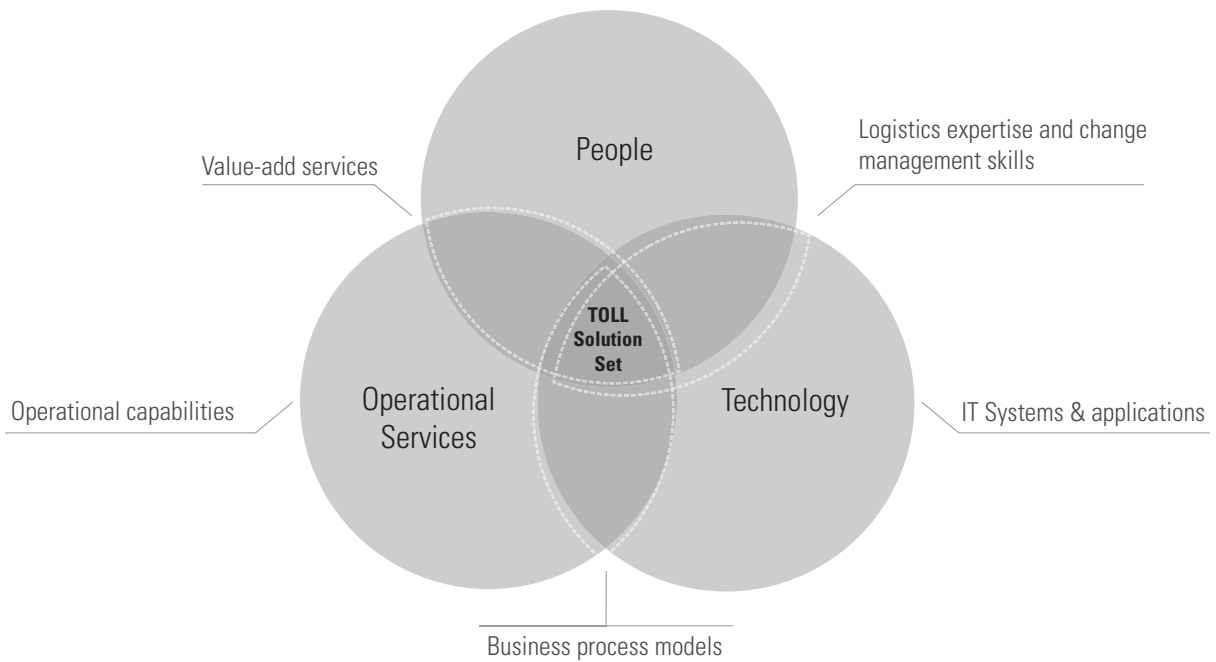 People
Logistics expertise and change
management skills
Value-add services
TOLL
Solution
Set
Operational
Services
Technology
Operational capabilities
IT Systems & applications
Business process models